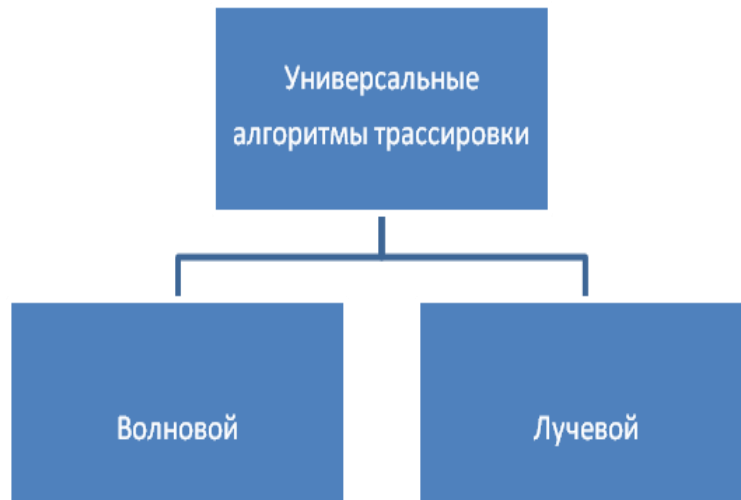 Универсальные
алгоритмы трассировки
Волновой
Лучевой